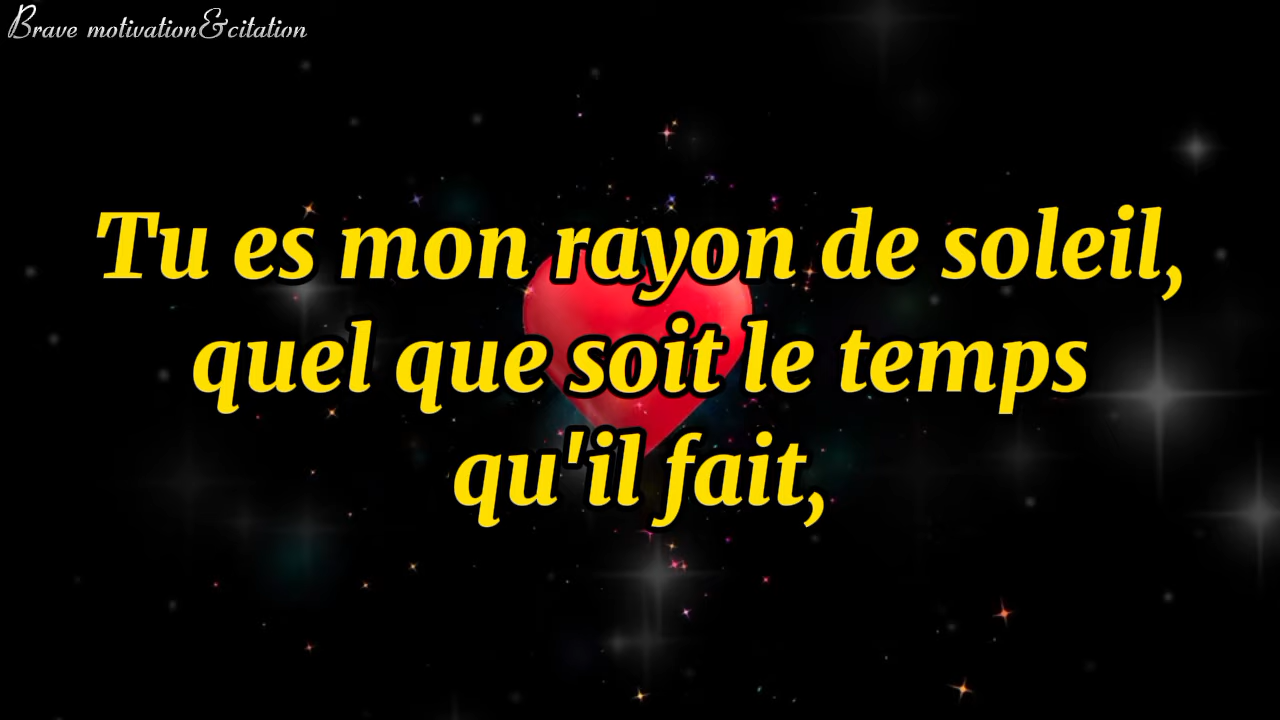 Brave motivation&citation
Tu es mon rayon de soleil,
quel que soit le temps
qu'il fait,